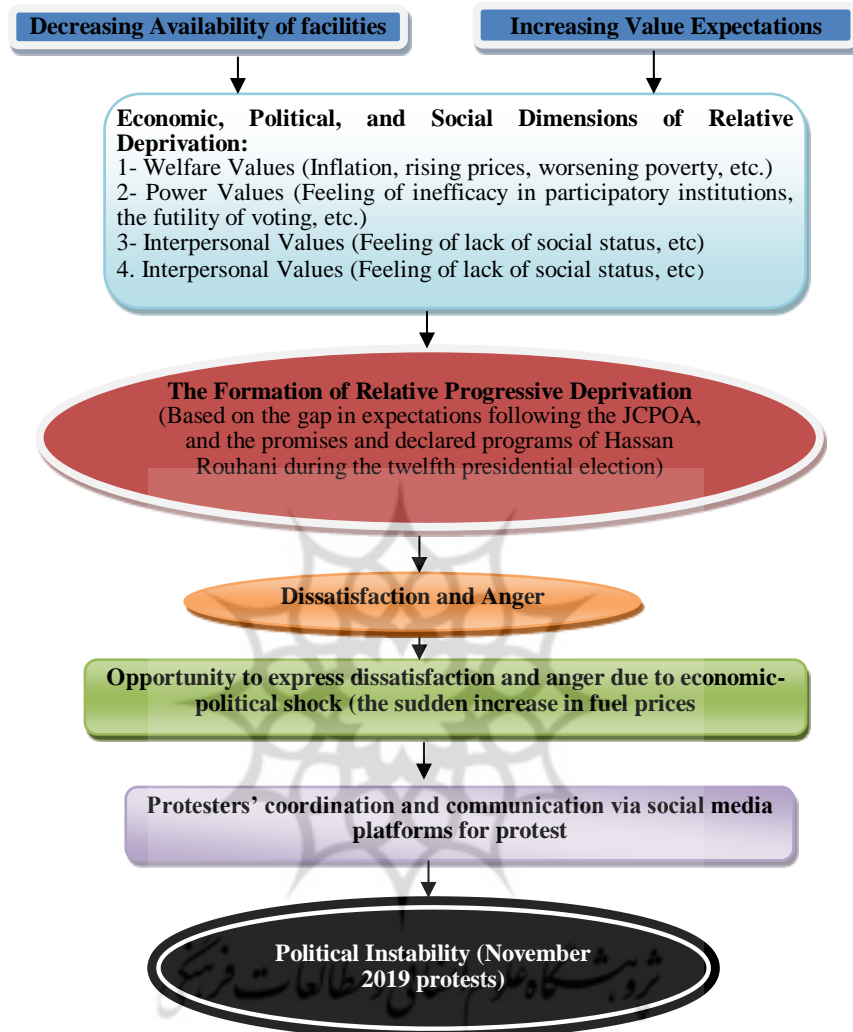 Decreasing Availability of facilities
Increasing Value Expectations
Economic, Political, and Social Dimensions of Relative
Deprivation:
1- Welfare Values (Inflation, rising prices, worsening poverty, etc.)
2- Power Values (Feeling of inefficacy in participatory institutions,
the futility of voting, etc.)
3- Interpersonal Values (Feeling of lack of social status, etc)
4. Interpersonal Values (Feeling of lack of social status, etc)
The Formation of Relative Progressive Deprivation
(Based on the gap in expectations following the JCPOA,
and the promises and declared programs of Hassan
Rouhani during the twelfth presidential election)
Dissatisfaction and Anger
Opportunity to express dissatisfaction and anger due to economic-
political shock (the sudden increase in fuel prices
Protesters’ coordination and communication via social media
platforms for protest
Political Instability (November
2019 protests)
پژوهشگاه علوم انسانی و مطالعات فرهنگی